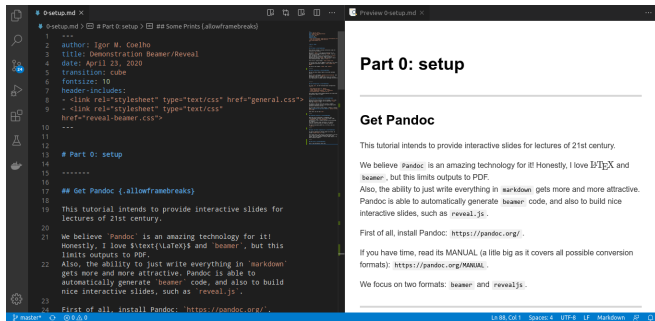 0-setup.md ×
0-setup.md > # Part 0: setup > ## Some Prints {.allowframebreaks}
1 ---
2 author: Igor M. Coelho
3 title: Demonstration Beamer/Reveal
4 date: April 23, 2020
5 transition: cube
6 fontsize: 10
7 header-includes:
8 - <link rel="stylesheet" type="text/css" href="general.css">
9 - <link rel="stylesheet" type="text/css"
href="reveal-beamer.css">
10 ---
11
12
13 # Part 0: setup
14
15 -------
16
17 ## Get Pandoc {.allowframebreaks}
18
19 This tutorial intends to provide interactive slides for
lectures of 21st century.
20
21 We believe `Pandoc` is an amazing technology for it!
Honestly, I love $\text{\LaTeX}$ and `beamer`, but this
limits outputs to PDF.
22 Also, the ability to just write everything in `markdown`
gets more and more attractive. Pandoc is able to
automatically generate `beamer` code, and also to build
nice interactive slides, such as `reveal.js`.
23
24 First of all, install Pandoc: `https://pandoc.org/`.
Preview 0-setup.md ×
Part 0: setup
Get Pandoc
This tutorial intends to provide interactive slides for lectures of 21st century.
We believe Pandoc is an amazing technology for it! Honestly, I love LATEX and
beamer , but this limits outputs to PDF.
Also, the ability to just write everything in markdown gets more and more attractive.
Pandoc is able to automatically generate beamer code, and also to build nice
interactive slides, such as reveal.js .
First of all, install Pandoc: https://pandoc.org/ .
If you have time, read its MANUAL (a litle big as it covers all possible conversion
formats): https://pandoc.org/MANUAL .
We focus on two formats: beamer and revealjs .
master* 0 0 Ln 88, Col 1 Spaces: 4 UTF-8 LF Markdown